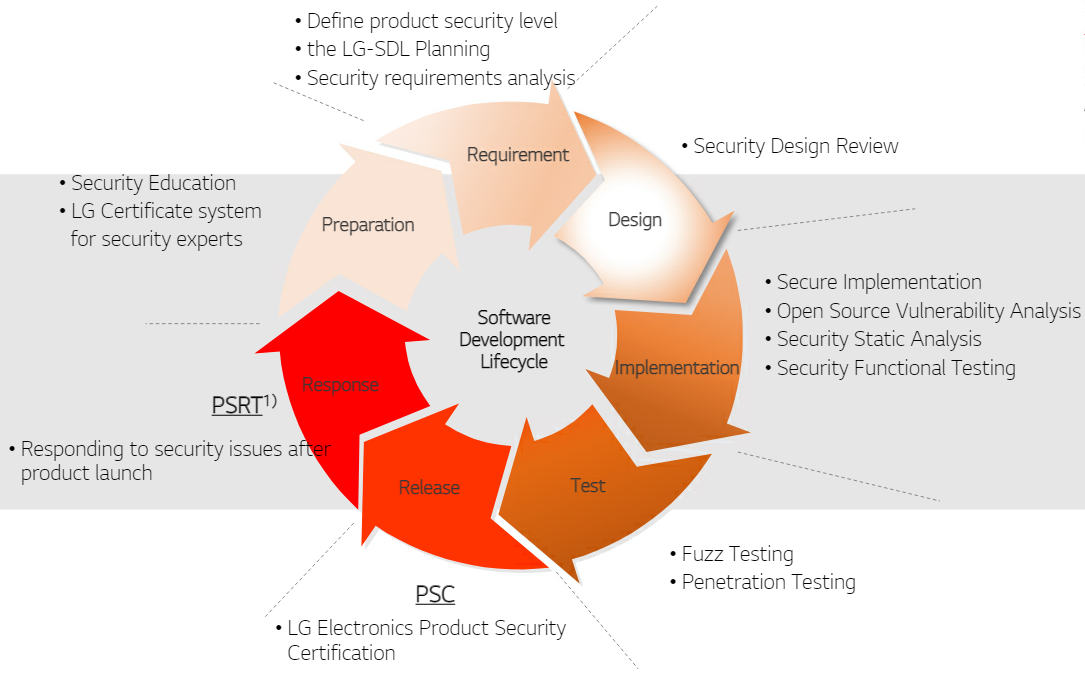 • Define product security level
• the LG-SDL Planning
• Security requirements analysis
Requirement
• Security Design Review
Design
• Security Education
• LG Certificate system
for security experts
Preparation
Software
Development
Lifecycle
• Secure Implementation
• Open Source Vulnerability Analysis
• Security Static Analysis
• Security Functional Testing
Implementation
Response
PSRT1)
• Responding to security issues after
product launch
Release
Test
• Fuzz Testing
• Penetration Testing
PSC
• LG Electronics Product Security
Certification